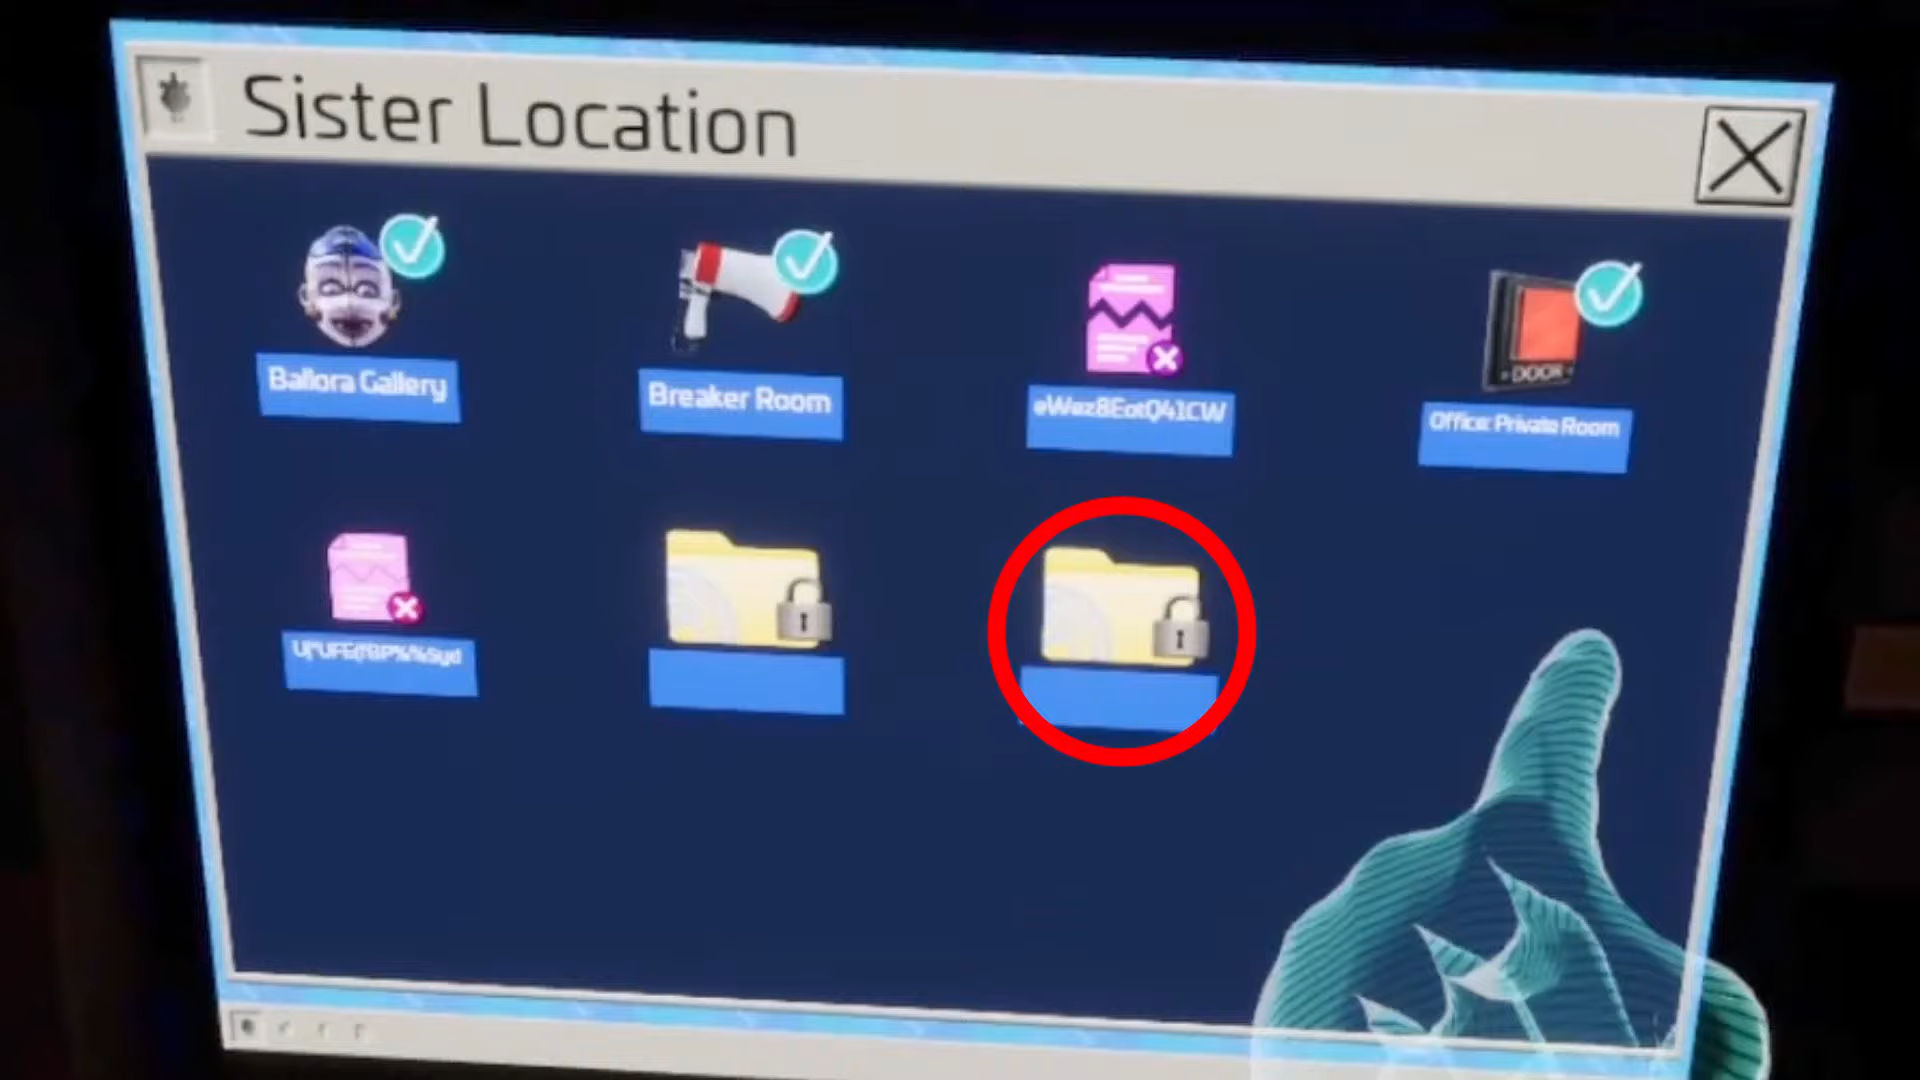 Sister Location
Ballora Gallery
Breaker Room
eWez8EotQ41CW
Office: Private Room
DOOR